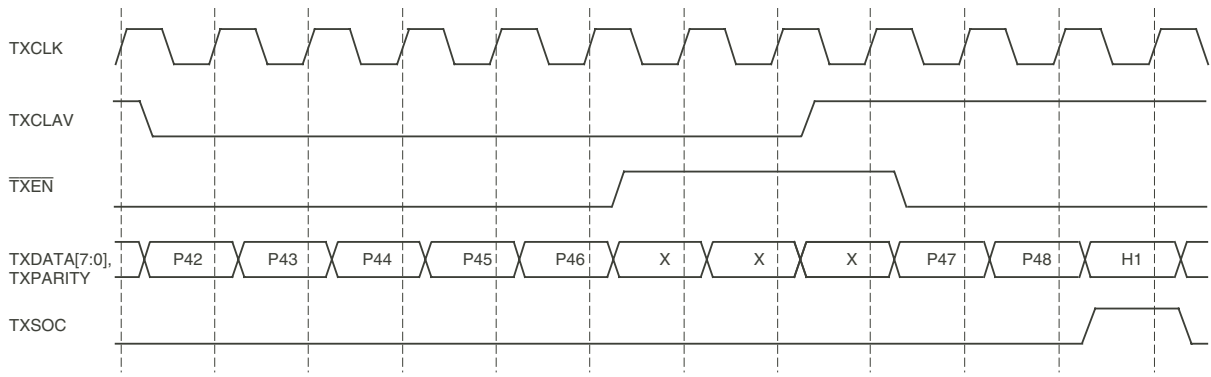 TXCLK
TXCLAV
TXEN
TXDATA[7:0], P42 P43 P44 P45 P46 X X X P47 P48 H1
TXPARITY
TXSOC